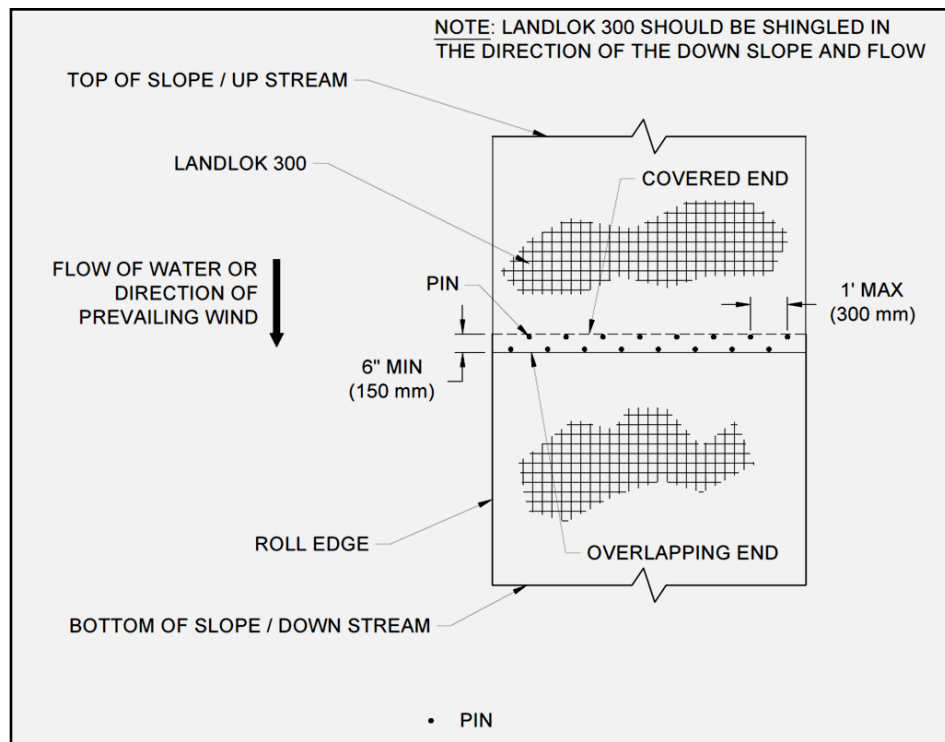 NOTE: LANDLOK 300 SHOULD BE SHINGLED IN
THE DIRECTION OF THE DOWN SLOPE AND FLOW
TOP OF SLOPE / UP STREAM
LANDLOK 300
COVERED END
FLOW OF WATER OR
DIRECTION OF
PREVAILING WIND
PIN
1' MAX
(300 mm)
6" MIN
(150 mm)
ROLL EDGE
OVERLAPPING END
BOTTOM OF SLOPE / DOWN STREAM
PIN